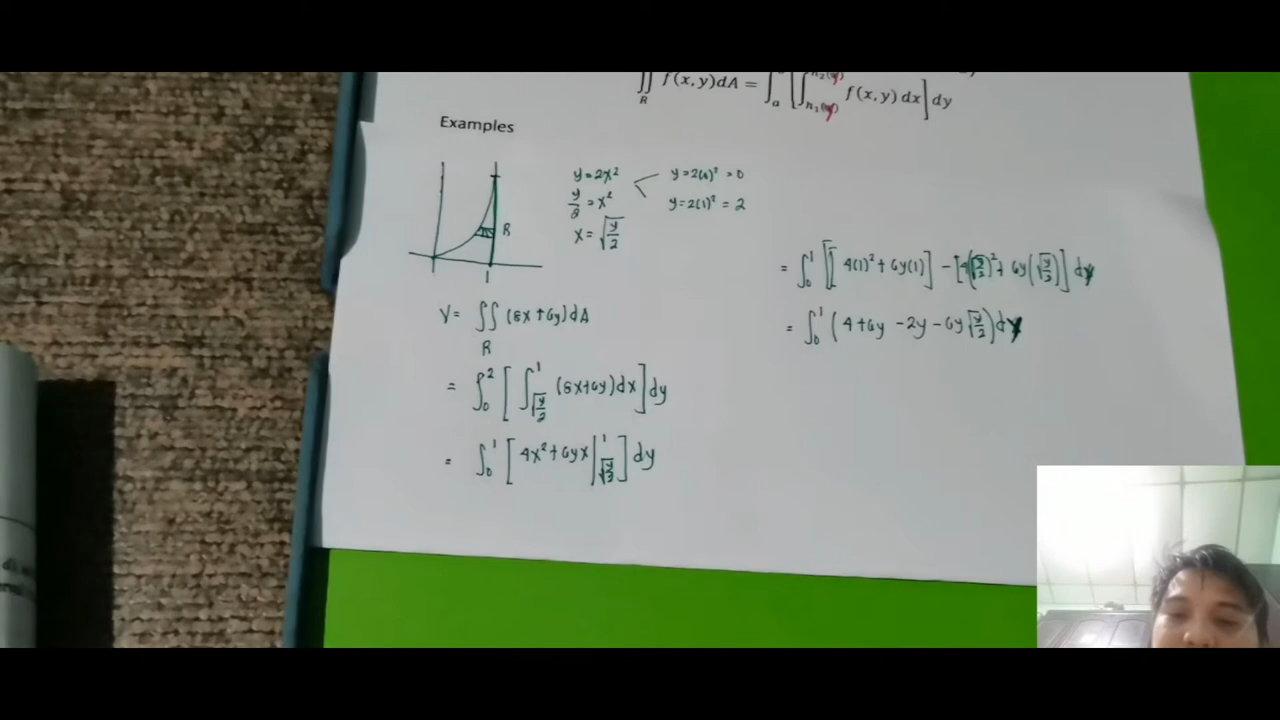 ∬_R f(x,y)dA = ∫_a [∫_{h₁(y)}^{h₂(y)} f(x,y) dx] dy
Examples
y=2x²
y/2 = x²
x = √(y/2)
y=2(0)² = 0
y=2(1)² = 2
R
1
V = ∬_R (8x+6y)dA
= ∫_0^2 [∫_{√(y/2)}^1 (8x+6y)dx] dy
= ∫_0^1 [4x²+6yx |_{√(y/2)}^1] dy
= ∫_0^1 [[4(1)²+6y(1)] - [4(√(y/2))²+6y(√(y/2))]] dy
= ∫_0^1 (4+6y-2y-6y√(y/2)) dy